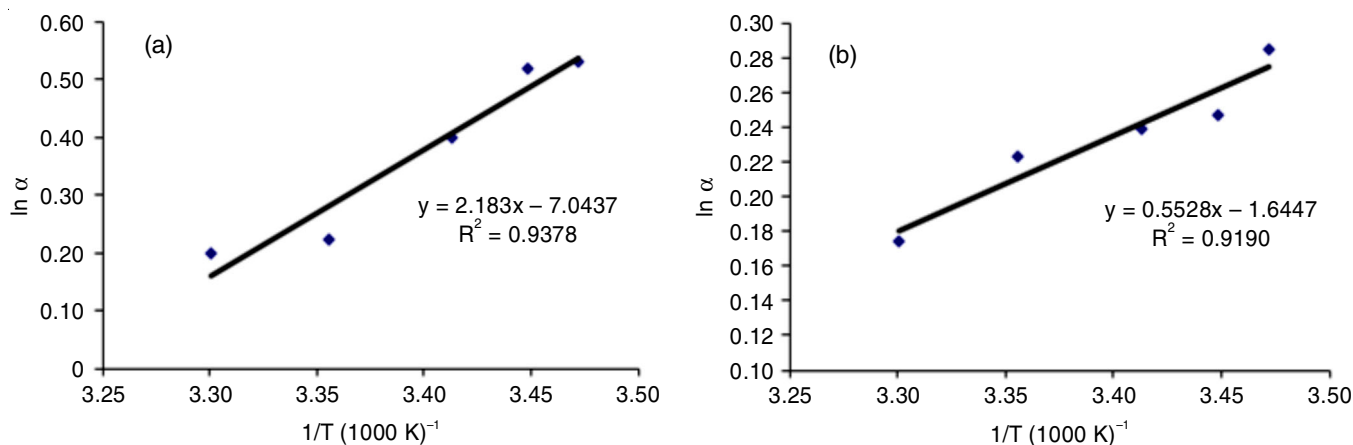 (a)
ln α
0.60
0.50
0.40
0.30
0.20
0.10
0
y = 2.183x – 7.0437
R² = 0.9378
3.25 3.30 3.35 3.40 3.45 3.50
1/T (1000 K)⁻¹
(b)
ln α
0.30
0.28
0.26
0.24
0.22
0.20
0.18
0.16
0.14
0.12
0.10
y = 0.5528x – 1.6447
R² = 0.9190
3.25 3.30 3.35 3.40 3.45 3.50
1/T (1000 K)⁻¹